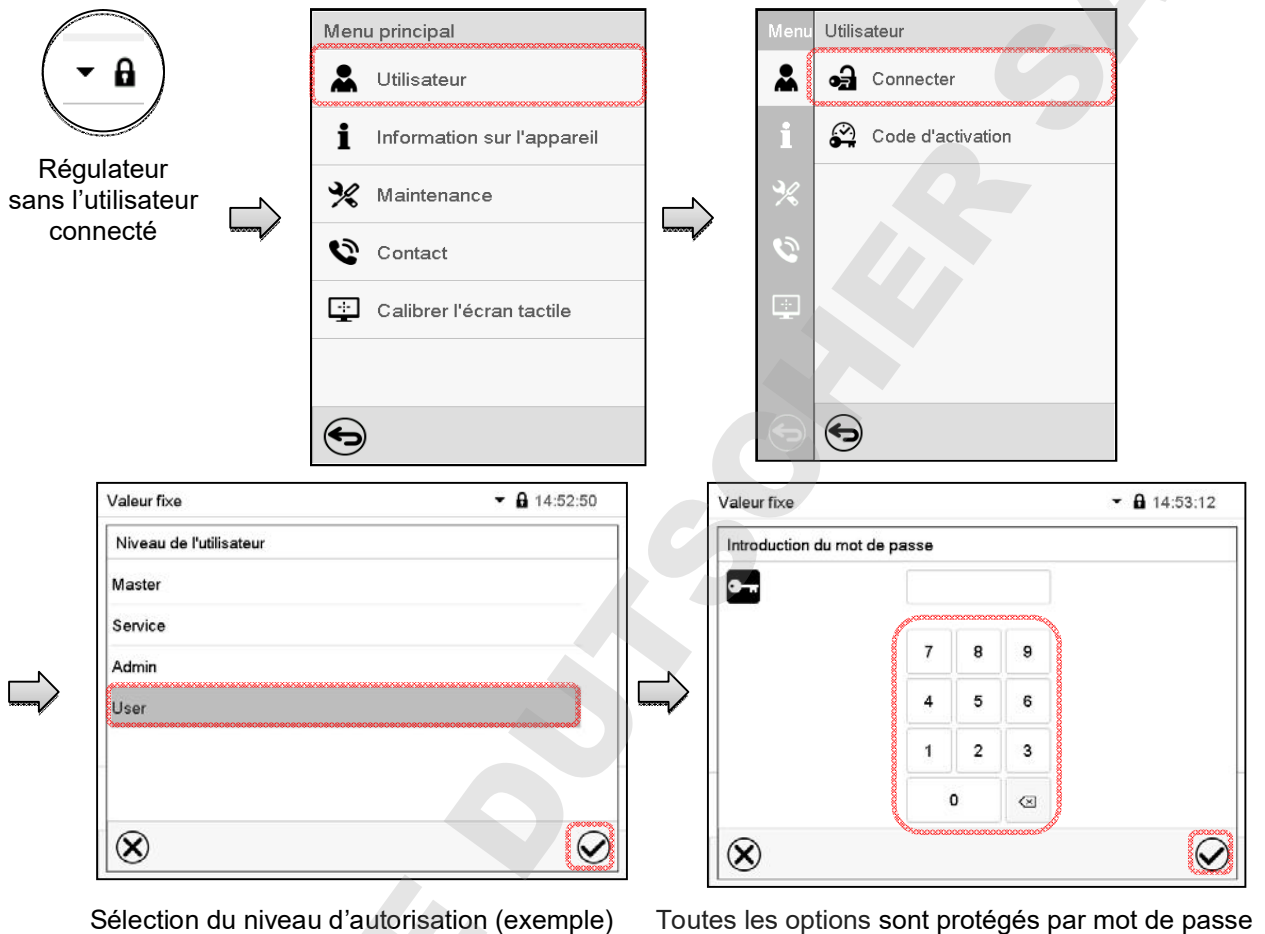 Régulateur
sans l’utilisateur
connecté
Menu principal
Utilisateur
Information sur l'appareil
Maintenance
Contact
Calibrer l'écran tactile
Menu
Utilisateur
Connecter
Code d'activation
Valeur fixe
14:52:50
Niveau de l'utilisateur
Master
Service
Admin
User
Valeur fixe
14:53:12
Introduction du mot de passe
7 8 9
4 5 6
1 2 3
0
Sélection du niveau d’autorisation (exemple)
Toutes les options sont protégés par mot de passe
DUTSCHER SA